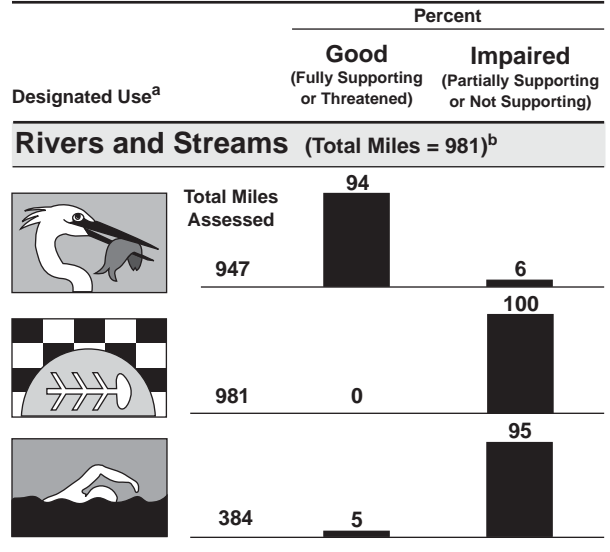 Percent
Good
(Fully Supporting
or Threatened)
Impaired
(Partially Supporting
or Not Supporting)
Designated Useᵃ
Rivers and Streams (Total Miles = 981)ᵇ
Total Miles
Assessed
94
947
6
100
981
0
95
384
5